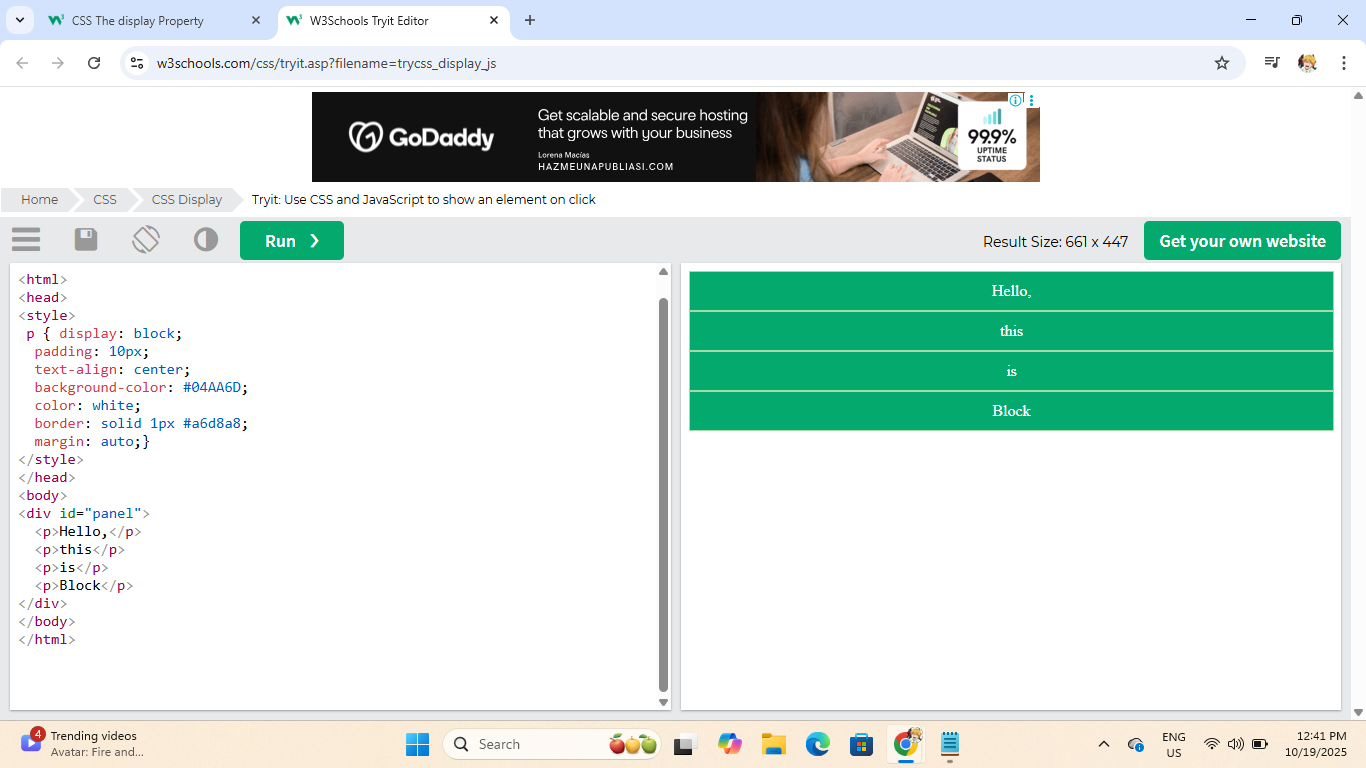 CSS The display Property
W3Schools Tryit Editor
w3schools.com/css/tryit.asp?filename=trycss_display_js
GoDaddy
Get scalable and secure hosting
that grows with your business
Lorena Macías
HAZMEUNAPUBLIASI.COM
99.9%
UPTIME
STATUS
Home
CSS
CSS Display
Tryit: Use CSS and JavaScript to show an element on click
Run ❯
Result Size: 661 x 447
Get your own website
<html>
<head>
<style>
 p { display: block;
  padding: 10px;
  text-align: center;
  background-color: #04AA6D;
  color: white;
  border: solid 1px #a6d8a8;
  margin: auto;}
</style>
</head>
<body>
<div id="panel">
  <p>Hello,</p>
  <p>this</p>
  <p>is</p>
  <p>Block</p>
</div>
</body>
</html>
Hello,
this
is
Block
4
Trending videos
Avatar: Fire and...
Search
ENG
US
12:41 PM
10/19/2025